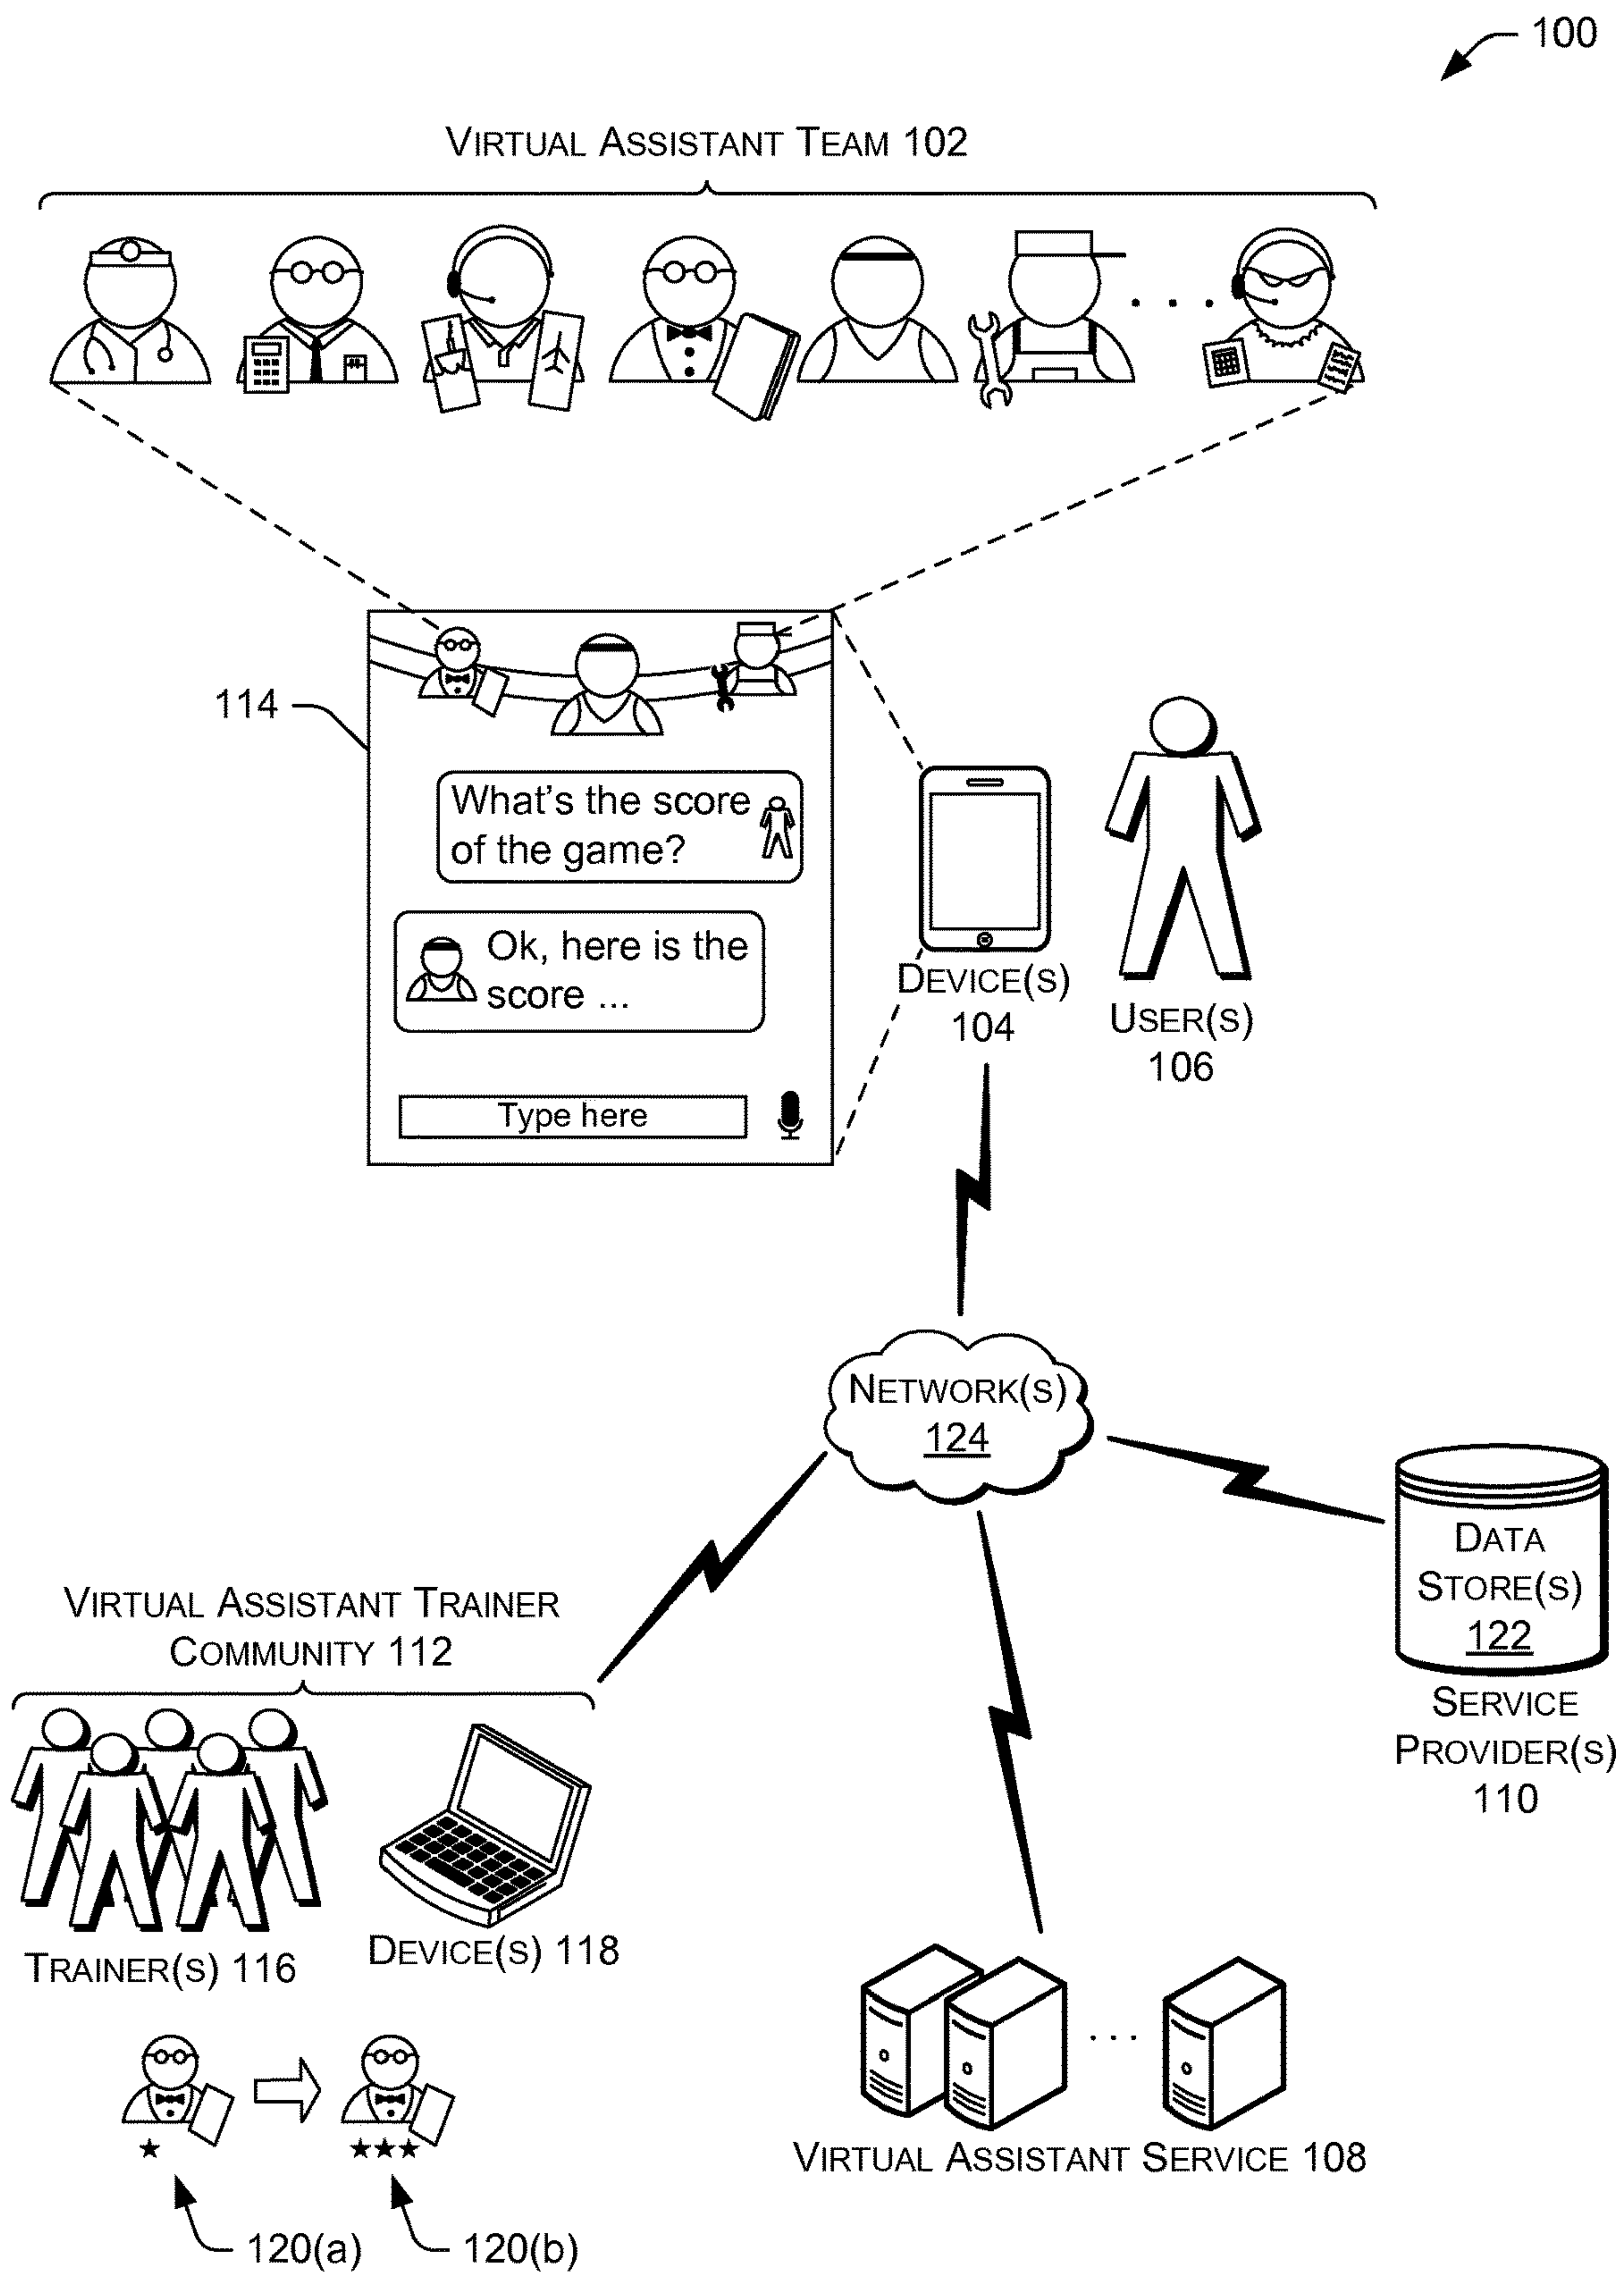 100
VIRTUAL ASSISTANT TEAM 102
114
What's the score
of the game?
Ok, here is the
score ...
Type here
DEVICE(S)
104
USER(S)
106
NETWORK(S)
124
DATA
STORE(S)
122
SERVICE
PROVIDER(S)
110
VIRTUAL ASSISTANT TRAINER
COMMUNITY 112
TRAINER(S) 116
DEVICE(S) 118
VIRTUAL ASSISTANT SERVICE 108
120(a)
120(b)